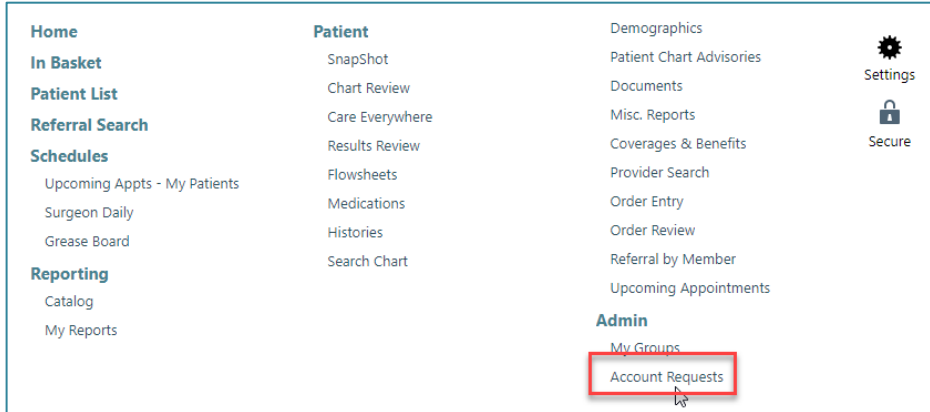 Home
In Basket
Patient List
Referral Search
Schedules
Upcoming Appts - My Patients
Surgeon Daily
Grease Board
Reporting
Catalog
My Reports
Patient
SnapShot
Chart Review
Care Everywhere
Results Review
Flowsheets
Medications
Histories
Search Chart
Demographics
Patient Chart Advisories
Documents
Misc. Reports
Coverages & Benefits
Provider Search
Order Entry
Order Review
Referral by Member
Upcoming Appointments
Admin
My Groups
Account Requests
Settings
Secure